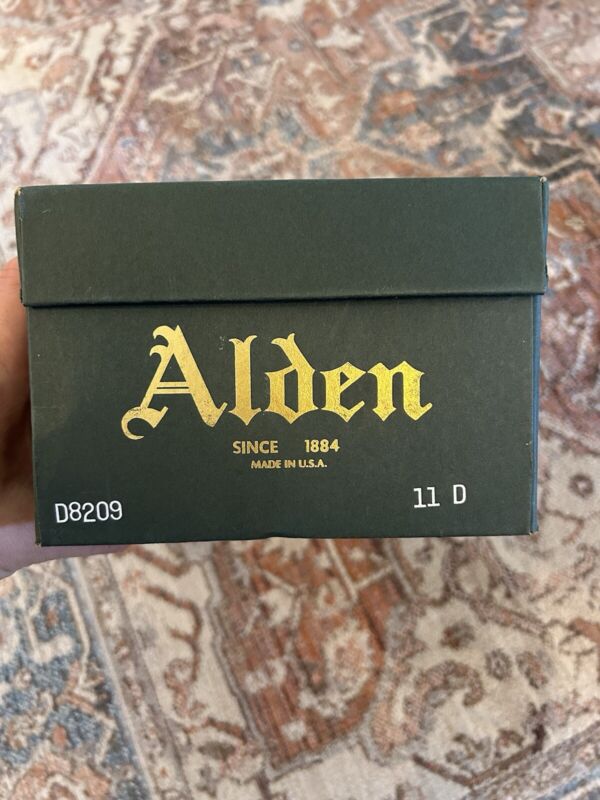 Alden
SINCE 1884
MADE IN U.S.A.
D8209 11 D